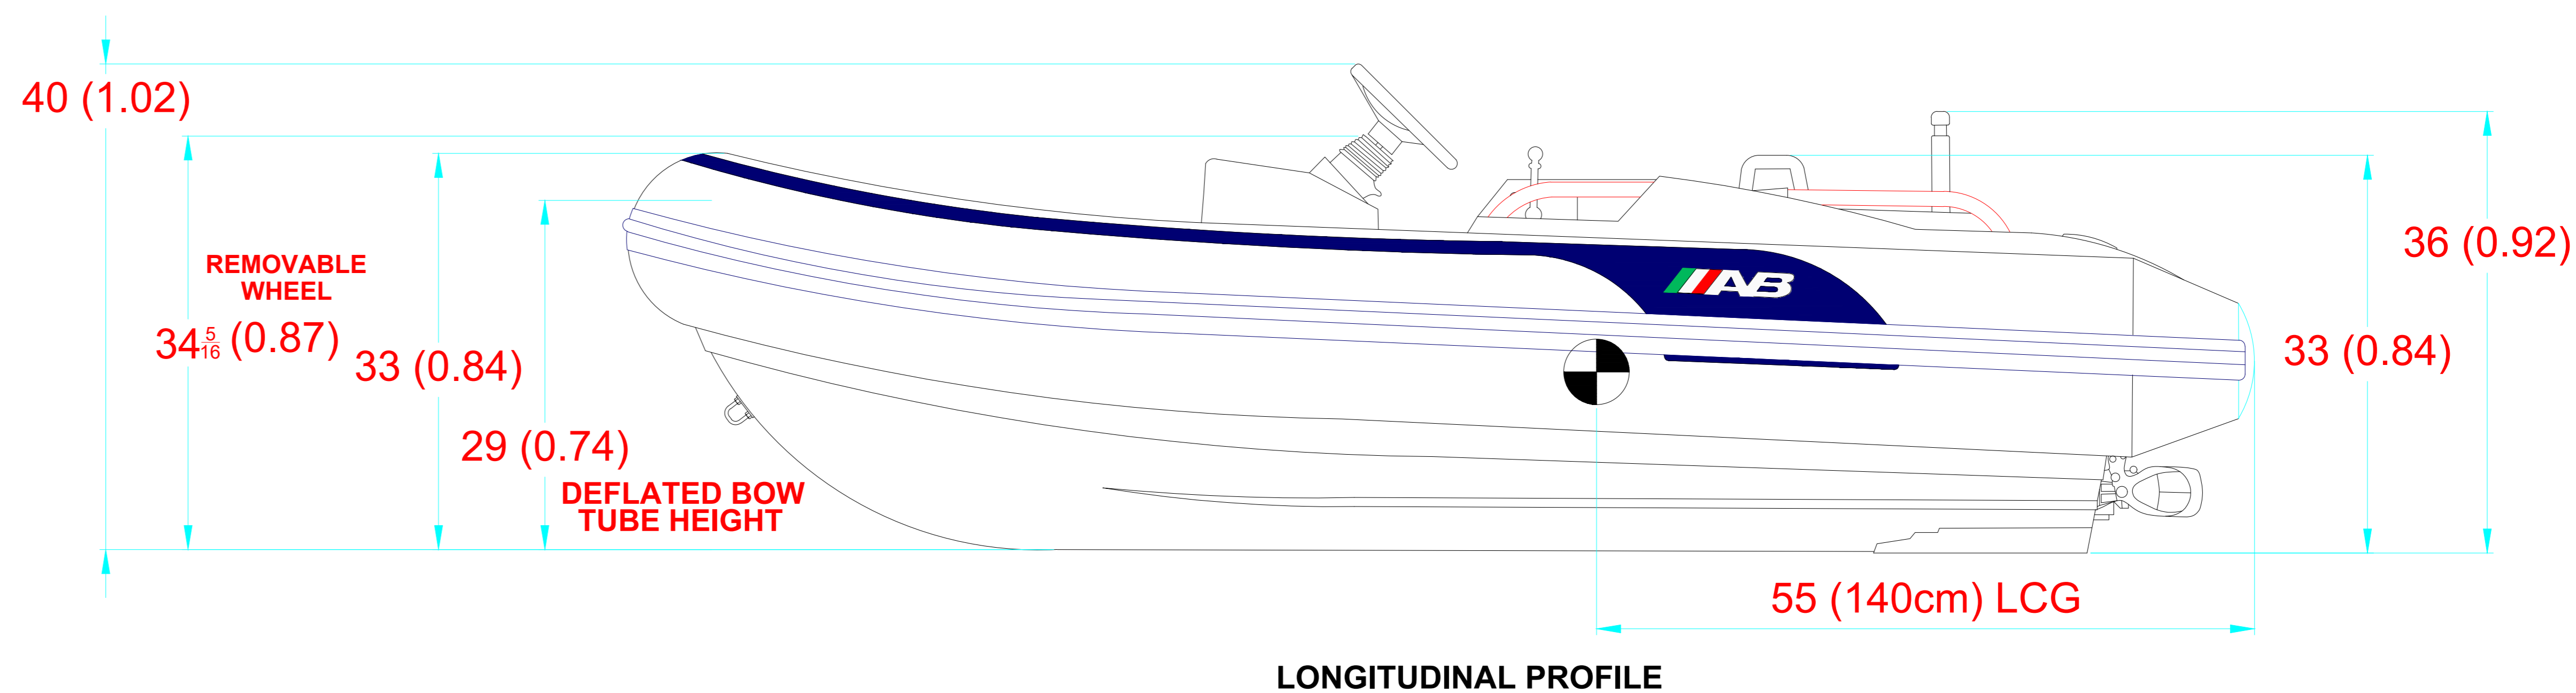 40 (1.02)
REMOVABLE
WHEEL
34 5/16 (0.87)
33 (0.84)
29 (0.74)
DEFLATED BOW
TUBE HEIGHT
AB
36 (0.92)
33 (0.84)
55 (140cm) LCG
LONGITUDINAL PROFILE